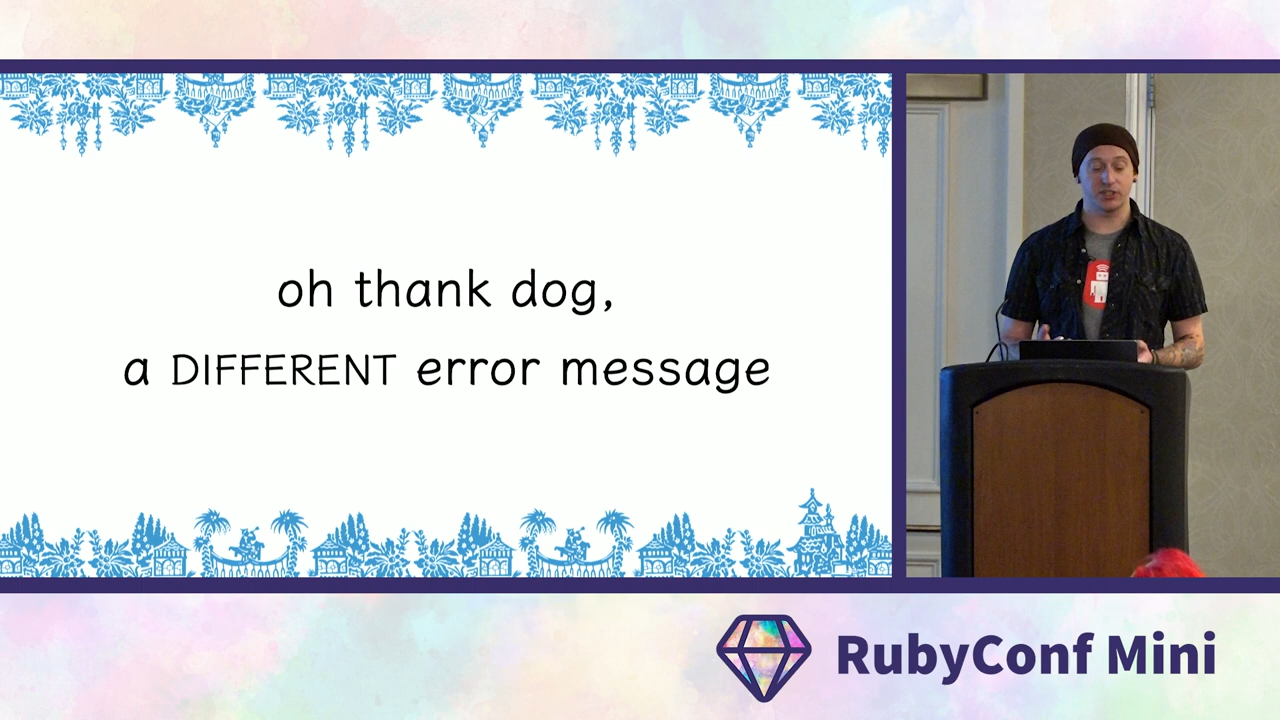 oh thank dog,
a DIFFERENT error message
RubyConf Mini